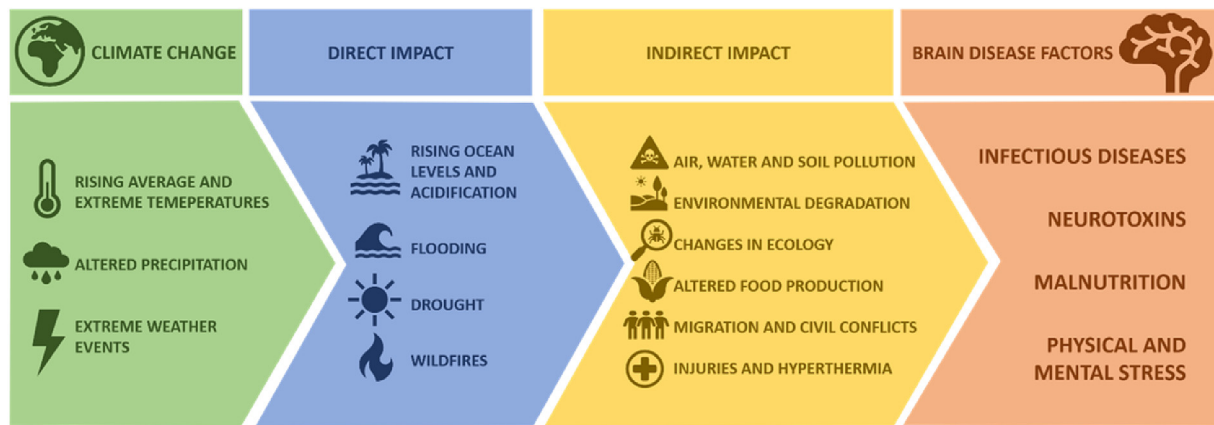 CLIMATE CHANGE
DIRECT IMPACT
INDIRECT IMPACT
BRAIN DISEASE FACTORS
RISING AVERAGE AND
EXTREME TEMEPERATURES
ALTERED PRECIPITATION
EXTREME WEATHER
EVENTS
RISING OCEAN
LEVELS AND
ACIDIFICATION
FLOODING
DROUGHT
WILDFIRES
AIR, WATER AND SOIL POLLUTION
ENVIRONMENTAL DEGRADATION
CHANGES IN ECOLOGY
ALTERED FOOD PRODUCTION
MIGRATION AND CIVIL CONFLICTS
INJURIES AND HYPERTHERMIA
INFECTIOUS DISEASES
NEUROTOXINS
MALNUTRITION
PHYSICAL AND
MENTAL STRESS